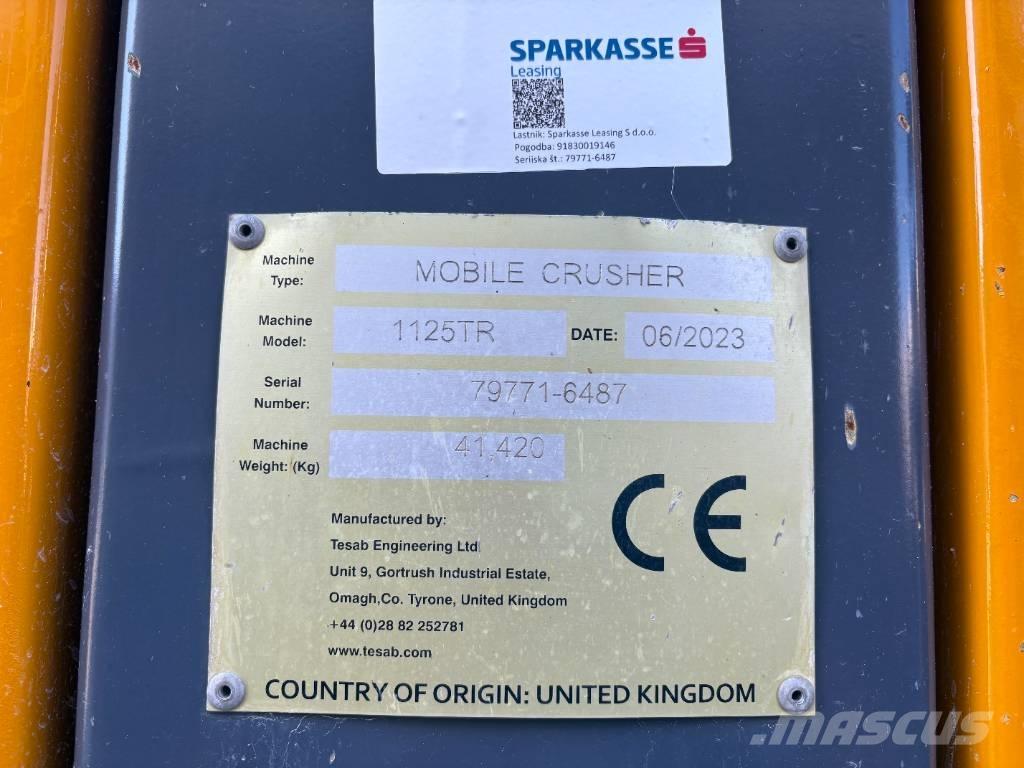 SPARKASSE S
Leasing
Lastnik: Sparkasse Leasing S d.o.o.
Pogodba: 91830019146
Serijska št.: 79771-6487
Machine Type: MOBILE CRUSHER
Machine Model: 1125TR DATE: 06/2023
Serial Number: 79771-6487
Machine Weight: (Kg) 41,420
CE
Manufactured by:
Tesab Engineering Ltd
Unit 9, Gortrush Industrial Estate,
Omagh,Co. Tyrone, United Kingdom
+44 (0)28 82 252781
www.tesab.com
COUNTRY OF ORIGIN: UNITED KINGDOM
MASCUS